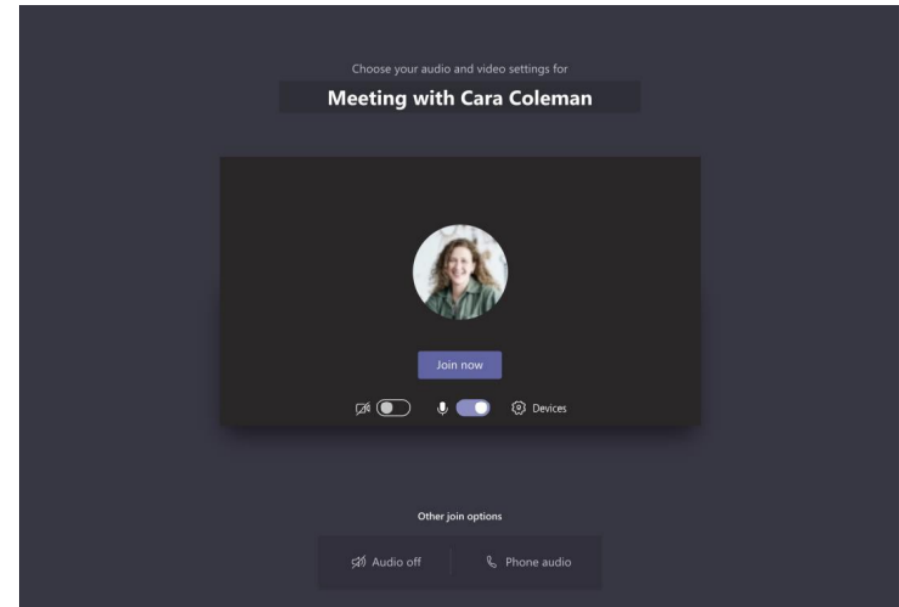 Choose your audio and video settings for
Meeting with Cara Coleman
Join now
Devices
Other join options
Audio off
Phone audio